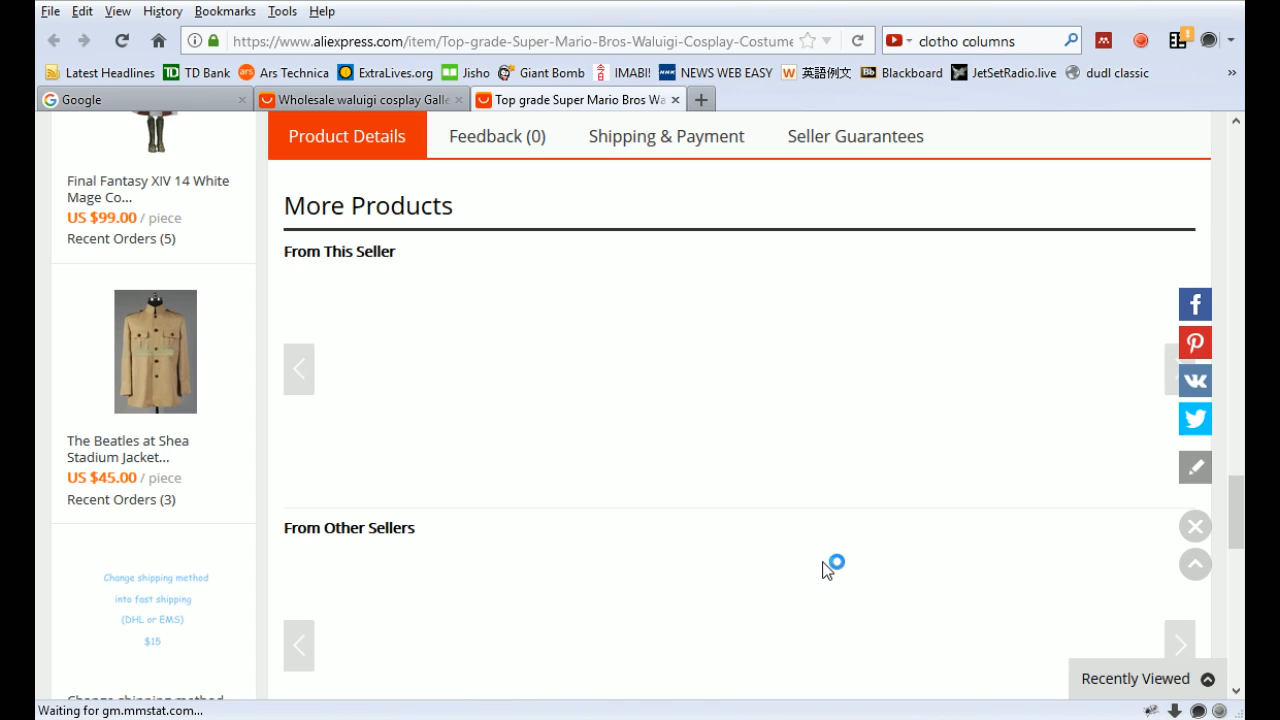 File Edit View History Bookmarks Tools Help
https://www.aliexpress.com/item/Top-grade-Super-Mario-Bros-Waluigi-Cosplay-Costume
clotho columns
Latest Headlines TD Bank Ars Technica ExtraLives.org Jisho Giant Bomb IMABI! NEWS WEB EASY 英語例文 Blackboard JetSetRadio.live dudl classic
Google
Wholesale waluigi cosplay Galle
Top grade Super Mario Bros Wa
Product Details Feedback (0) Shipping & Payment Seller Guarantees
Final Fantasy XIV 14 White
Mage Co...
US $99.00 / piece
Recent Orders (5)
The Beatles at Shea
Stadium Jacket...
US $45.00 / piece
Recent Orders (3)
Change shipping method
into fast shipping
(DHL or EMS)
$15
Change shipping method
More Products
From This Seller
From Other Sellers
Recently Viewed
Waiting for gm.mmstat.com...